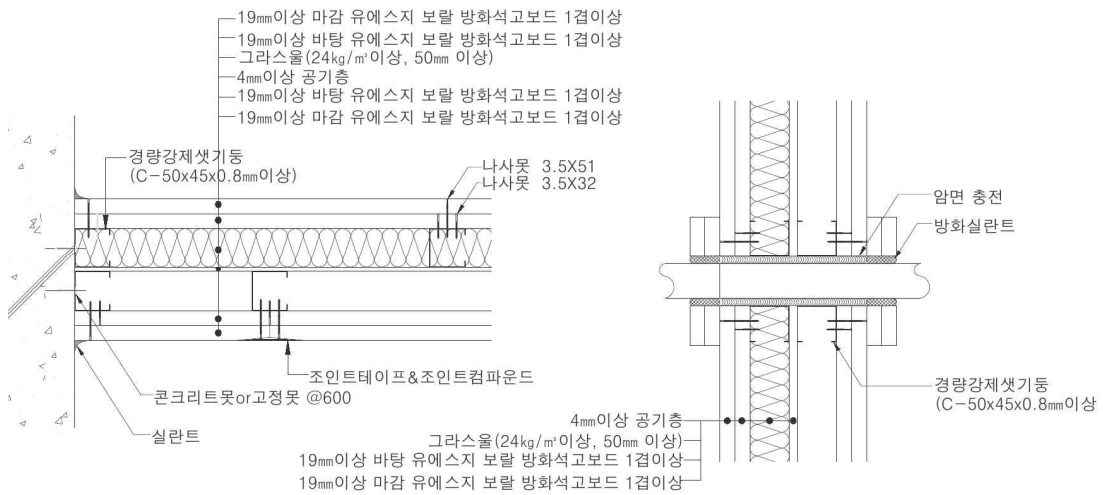 19㎜이상 마감 유에스지 보랄 방화석고보드 1겹이상
19㎜이상 바탕 유에스지 보랄 방화석고보드 1겹이상
그라스울(24㎏/㎥이상, 50㎜ 이상)
4㎜이상 공기층
19㎜이상 바탕 유에스지 보랄 방화석고보드 1겹이상
19㎜이상 마감 유에스지 보랄 방화석고보드 1겹이상
경량강제샛기둥
(C-50x45x0.8㎜이상)
나사못 3.5X51
나사못 3.5X32
조인트테이프&조인트컴파운드
콘크리트못or고정못 @600
실란트
암면 충전
방화실란트
경량강제샛기둥
(C-50x45x0.8㎜이상
4㎜이상 공기층
그라스울(24㎏/㎥이상, 50㎜ 이상)
19㎜이상 바탕 유에스지 보랄 방화석고보드 1겹이상
19㎜이상 마감 유에스지 보랄 방화석고보드 1겹이상